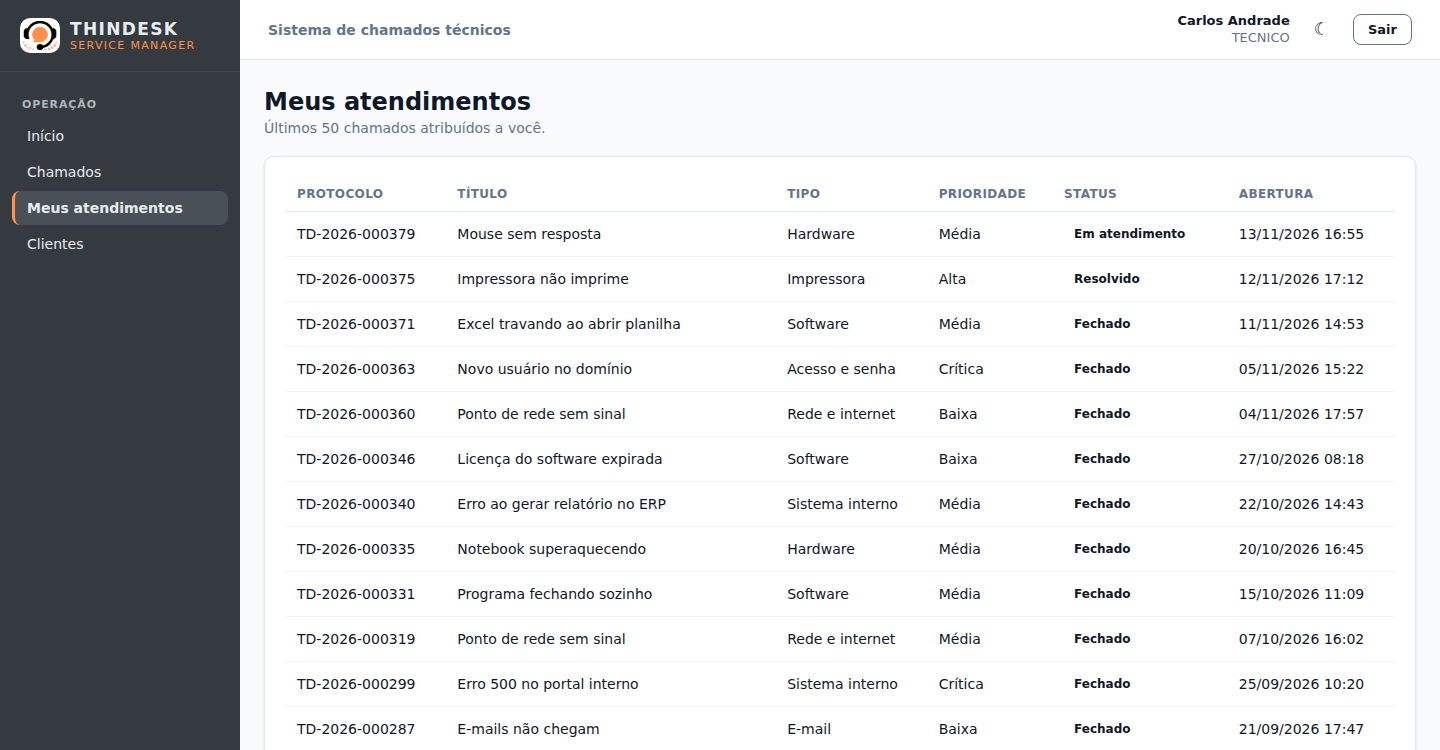 THINDESK
SERVICE MANAGER
Sistema de chamados técnicos
Carlos Andrade
TECNICO
Sair
OPERAÇÃO
Início
Chamados
Meus atendimentos
Clientes
Meus atendimentos
Últimos 50 chamados atribuídos a você.
PROTOCOLO TÍTULO TIPO PRIORIDADE STATUS ABERTURA
TD-2026-000379 Mouse sem resposta Hardware Média Em atendimento 13/11/2026 16:55
TD-2026-000375 Impressora não imprime Impressora Alta Resolvido 12/11/2026 17:12
TD-2026-000371 Excel travando ao abrir planilha Software Média Fechado 11/11/2026 14:53
TD-2026-000363 Novo usuário no domínio Acesso e senha Crítica Fechado 05/11/2026 15:22
TD-2026-000360 Ponto de rede sem sinal Rede e internet Baixa Fechado 04/11/2026 17:57
TD-2026-000346 Licença do software expirada Software Baixa Fechado 27/10/2026 08:18
TD-2026-000340 Erro ao gerar relatório no ERP Sistema interno Média Fechado 22/10/2026 14:43
TD-2026-000335 Notebook superaquecendo Hardware Média Fechado 20/10/2026 16:45
TD-2026-000331 Programa fechando sozinho Software Média Fechado 15/10/2026 11:09
TD-2026-000319 Ponto de rede sem sinal Rede e internet Média Fechado 07/10/2026 16:02
TD-2026-000299 Erro 500 no portal interno Sistema interno Crítica Fechado 25/09/2026 10:20
TD-2026-000287 E-mails não chegam E-mail Baixa Fechado 21/09/2026 17:47